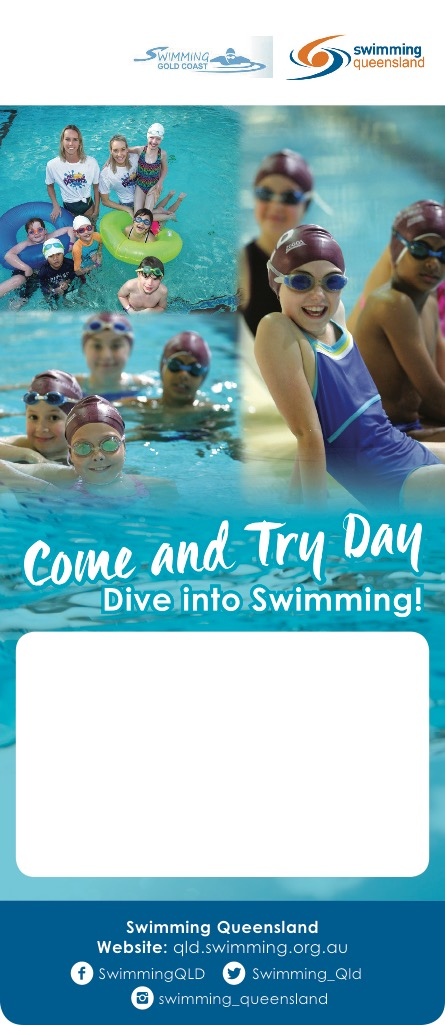 SWIMMING
GOLD COAST
swimming
queensland
Come and Try Day
Dive into Swimming!
Swimming Queensland
Website: qld.swimming.org.au
SwimmingQLD Swimming_Qld
swimming_queensland